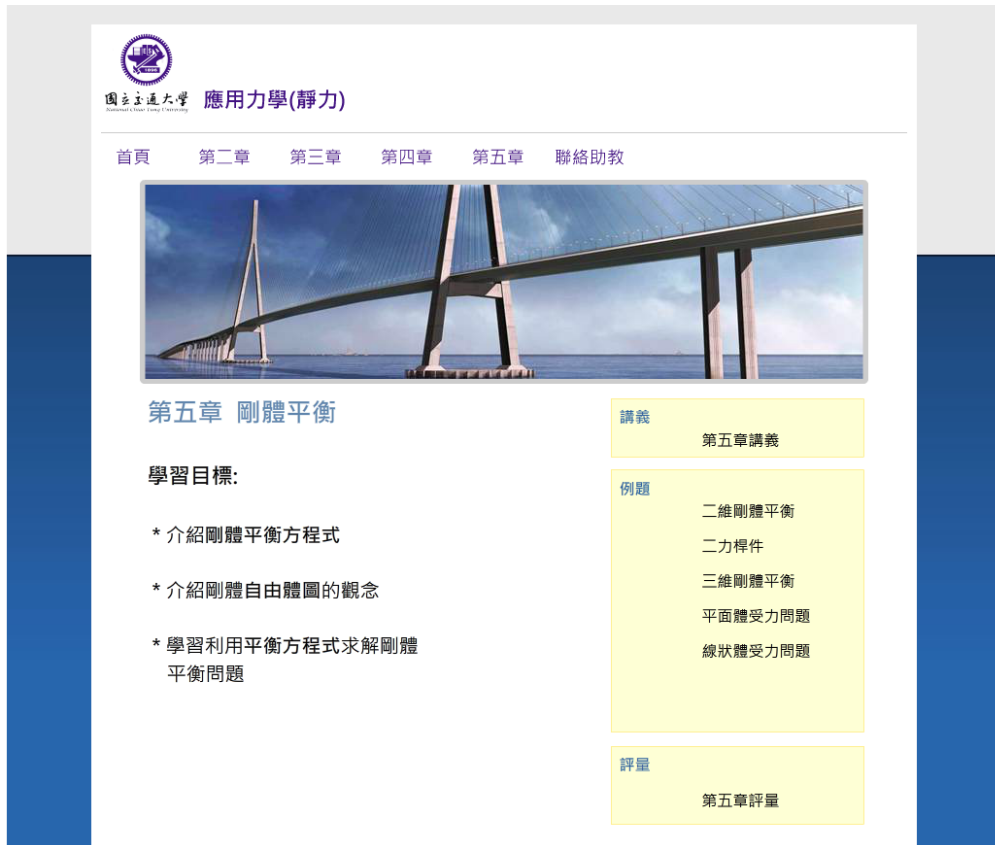 國立交通大學
National Chiao Tung University
應用力學(靜力)
首頁 第二章 第三章 第四章 第五章 聯絡助教
第五章 剛體平衡
學習目標:
* 介紹剛體平衡方程式
* 介紹剛體自由體圖的觀念
* 學習利用平衡方程式求解剛體
平衡問題
講義
第五章講義
例題
二維剛體平衡
二力桿件
三維剛體平衡
平面體受力問題
線狀體受力問題
評量
第五章評量